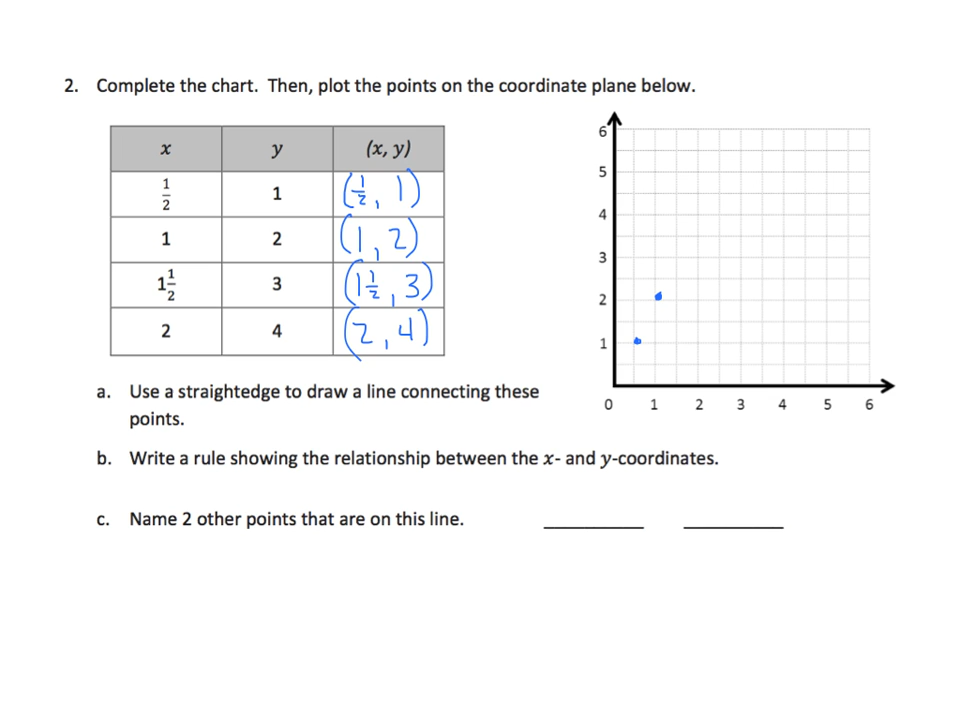 2. Complete the chart. Then, plot the points on the coordinate plane below.
x y (x, y)
1/2 1 (1/2, 1)
1 2 (1, 2)
1 1/2 3 (1 1/2, 3)
2 4 (2, 4)
6
5
4
3
2
1
0 1 2 3 4 5 6
a. Use a straightedge to draw a line connecting these
points.
b. Write a rule showing the relationship between the x- and y-coordinates.
c. Name 2 other points that are on this line. ________ ________